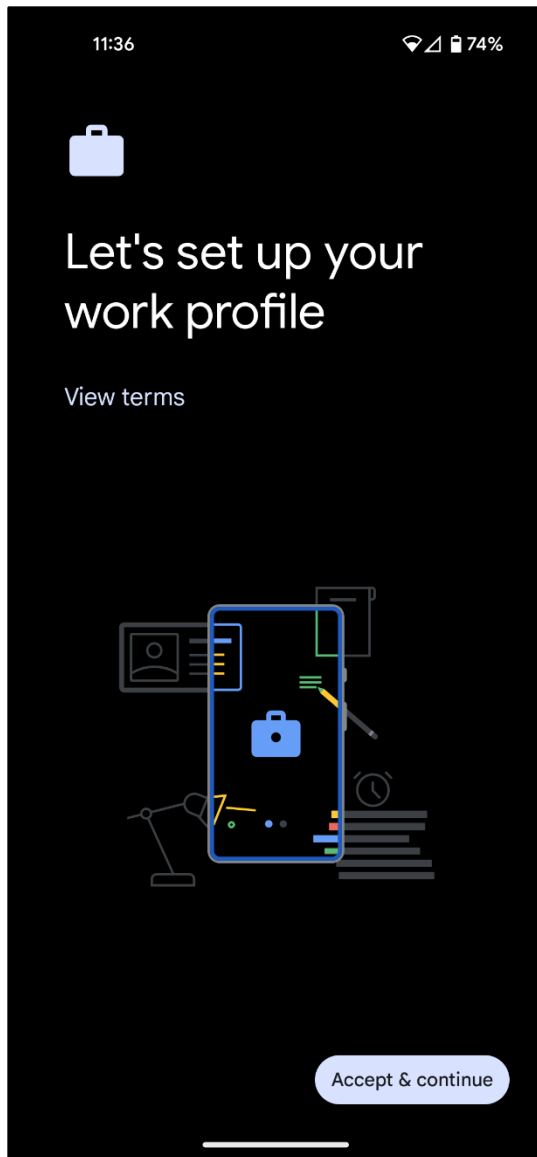 11:36
74%
Let's set up your
work profile
View terms
Accept & continue